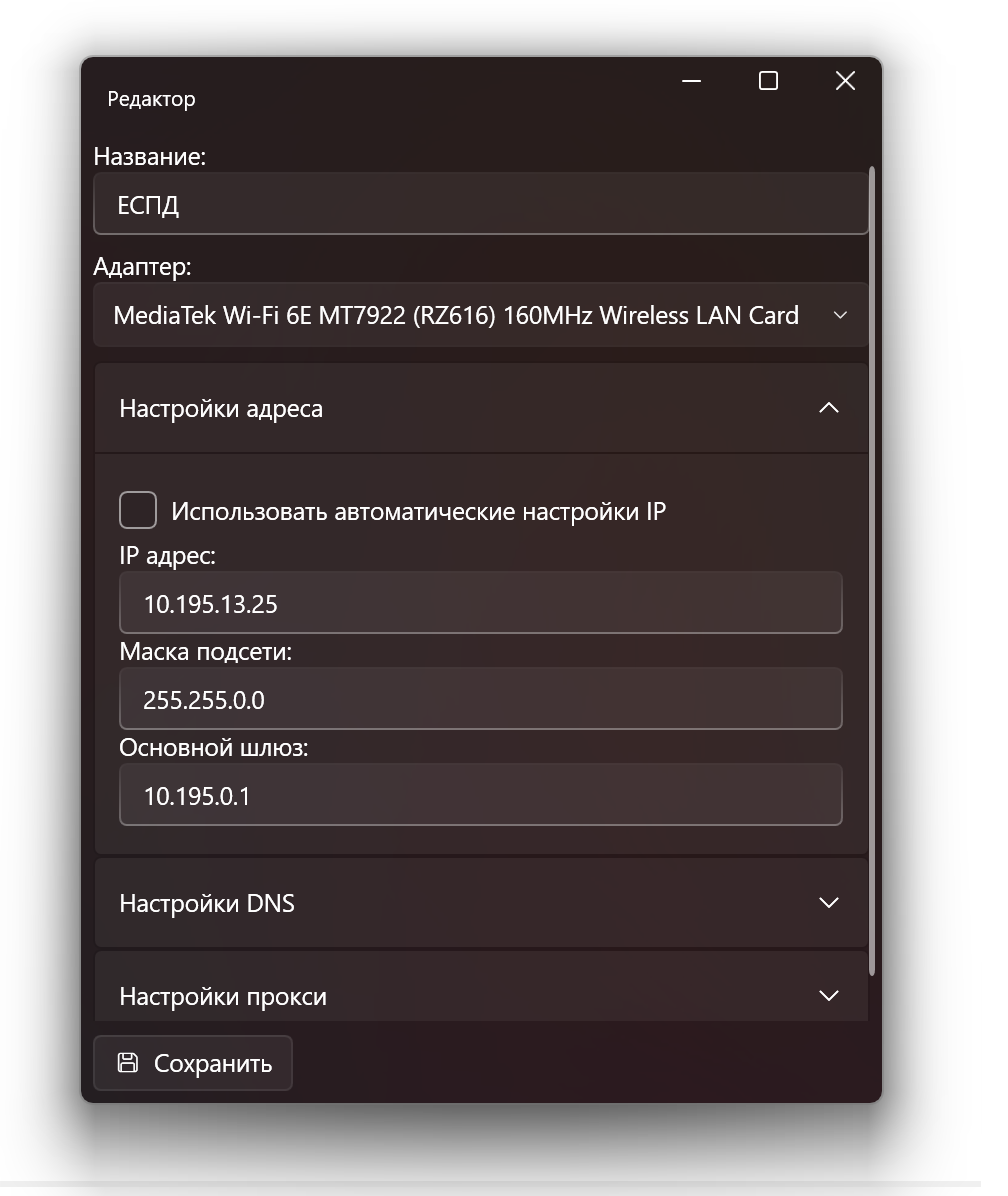 Редактор
Название:
ЕСПД
Адаптер:
MediaTek Wi-Fi 6E MT7922 (RZ616) 160MHz Wireless LAN Card
Настройки адреса
Использовать автоматические настройки IP
IP адрес:
10.195.13.25
Маска подсети:
255.255.0.0
Основной шлюз:
10.195.0.1
Настройки DNS
Настройки прокси
Сохранить